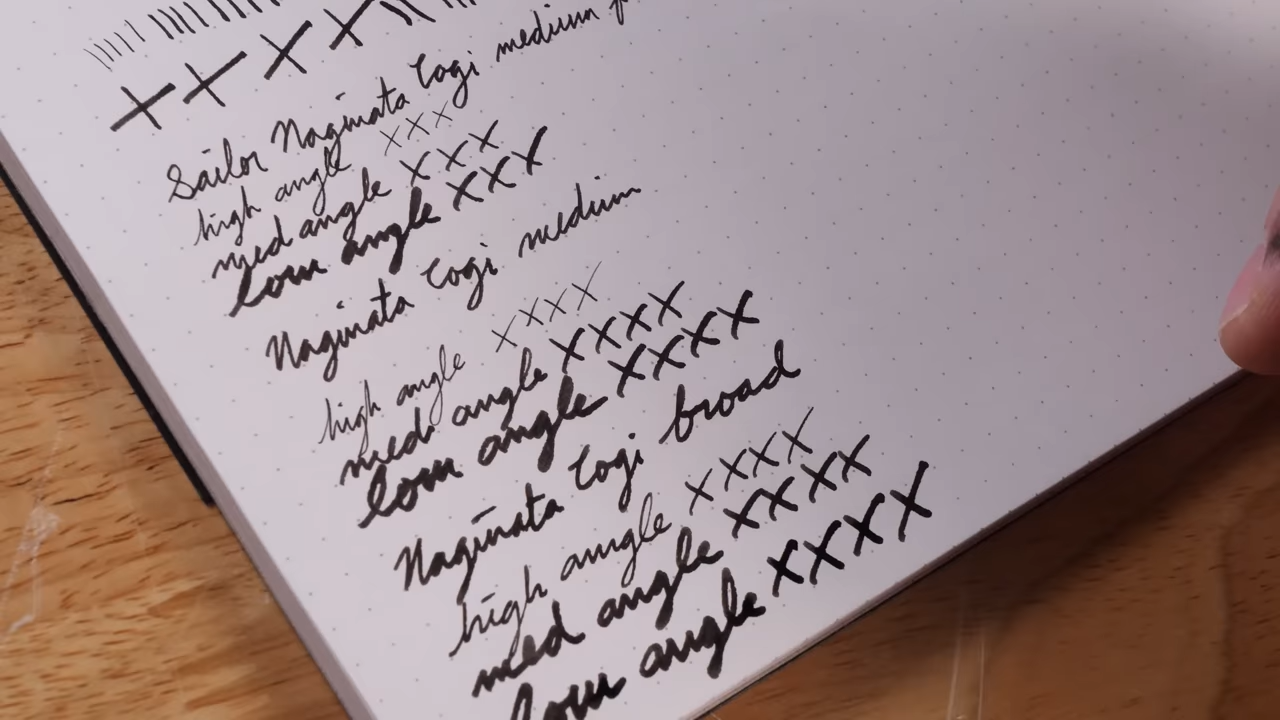 Sailor Naginata Togi medium
high angle xxx
med angle xxx
low angle xxx
Naginata Togi medium
high angle xxxx
med angle xxxx
low angle xxxx
Naginata Togi broad
high angle xxxx
med angle xxxx
low angle xxxx